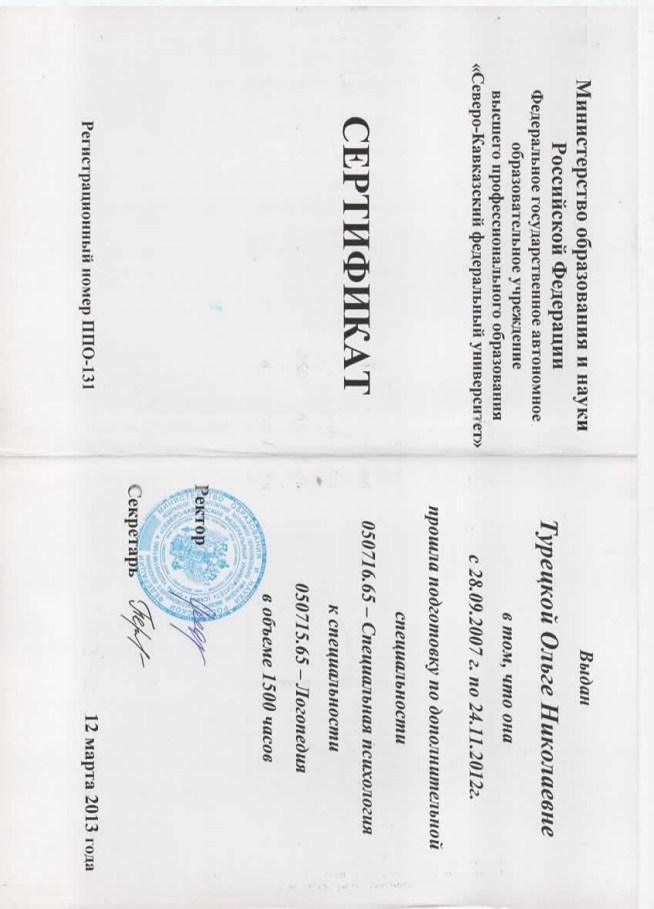 Министерство образования и науки
Российской Федерации
Федеральное государственное автономное
образовательное учреждение
высшего профессионального образования
«Северо-Кавказский федеральный университет»
СЕРТИФИКАТ
Регистрационный номер ППО-131
Выдан
Турецкой Ольге Николаевне
в том, что она
с 28.09.2007 г. по 24.11.2012г.
прошла подготовку по дополнительной
специальности
050716.65 – Специальная психология
к специальности
050715.65 – Логопедия
в объеме 1500 часов
Ректор
Секретарь
12 марта 2013 года